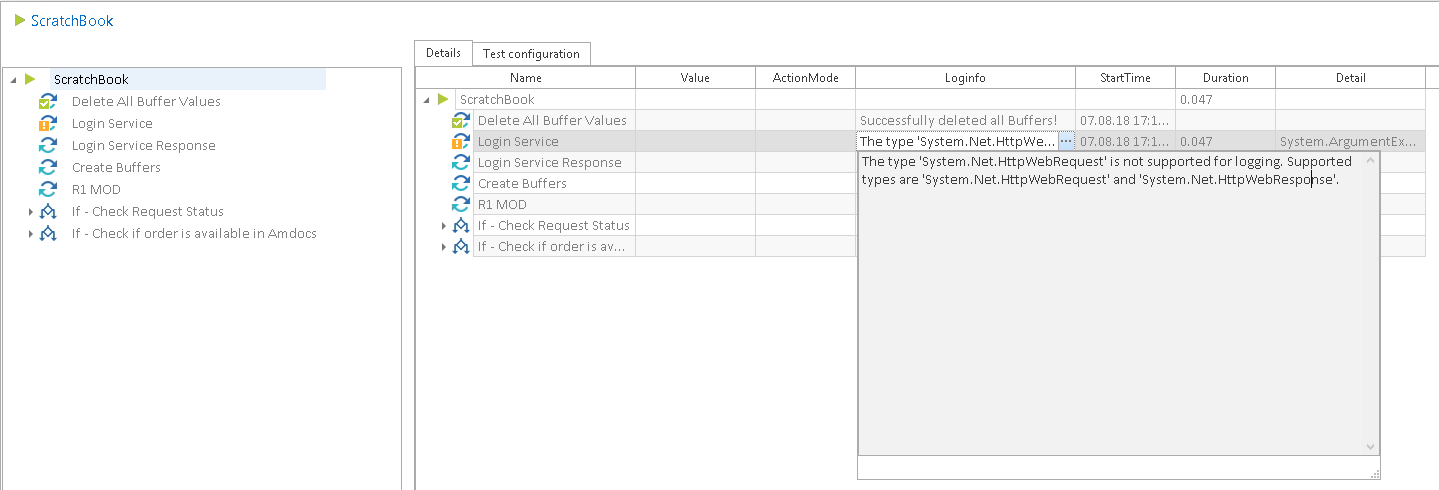 ScratchBook
Details Test configuration
ScratchBook
Delete All Buffer Values
Login Service
Login Service Response
Create Buffers
R1 MOD
If - Check Request Status
If - Check if order is available in Amdocs
Name Value ActionMode Loginfo StartTime Duration Detail
ScratchBook 0.047
Delete All Buffer Values Successfully deleted all Buffers! 07.08.18 17:1...
Login Service The type 'System.Net.HttpWe... ... 07.08.18 17:1... 0.047 System.ArgumentEx...
Login Service Response
Create Buffers
R1 MOD
If - Check Request Status
If - Check if order is av...
The type 'System.Net.HttpWebRequest' is not supported for logging. Supported
types are 'System.Net.HttpWebRequest' and 'System.Net.HttpWebResponse'.